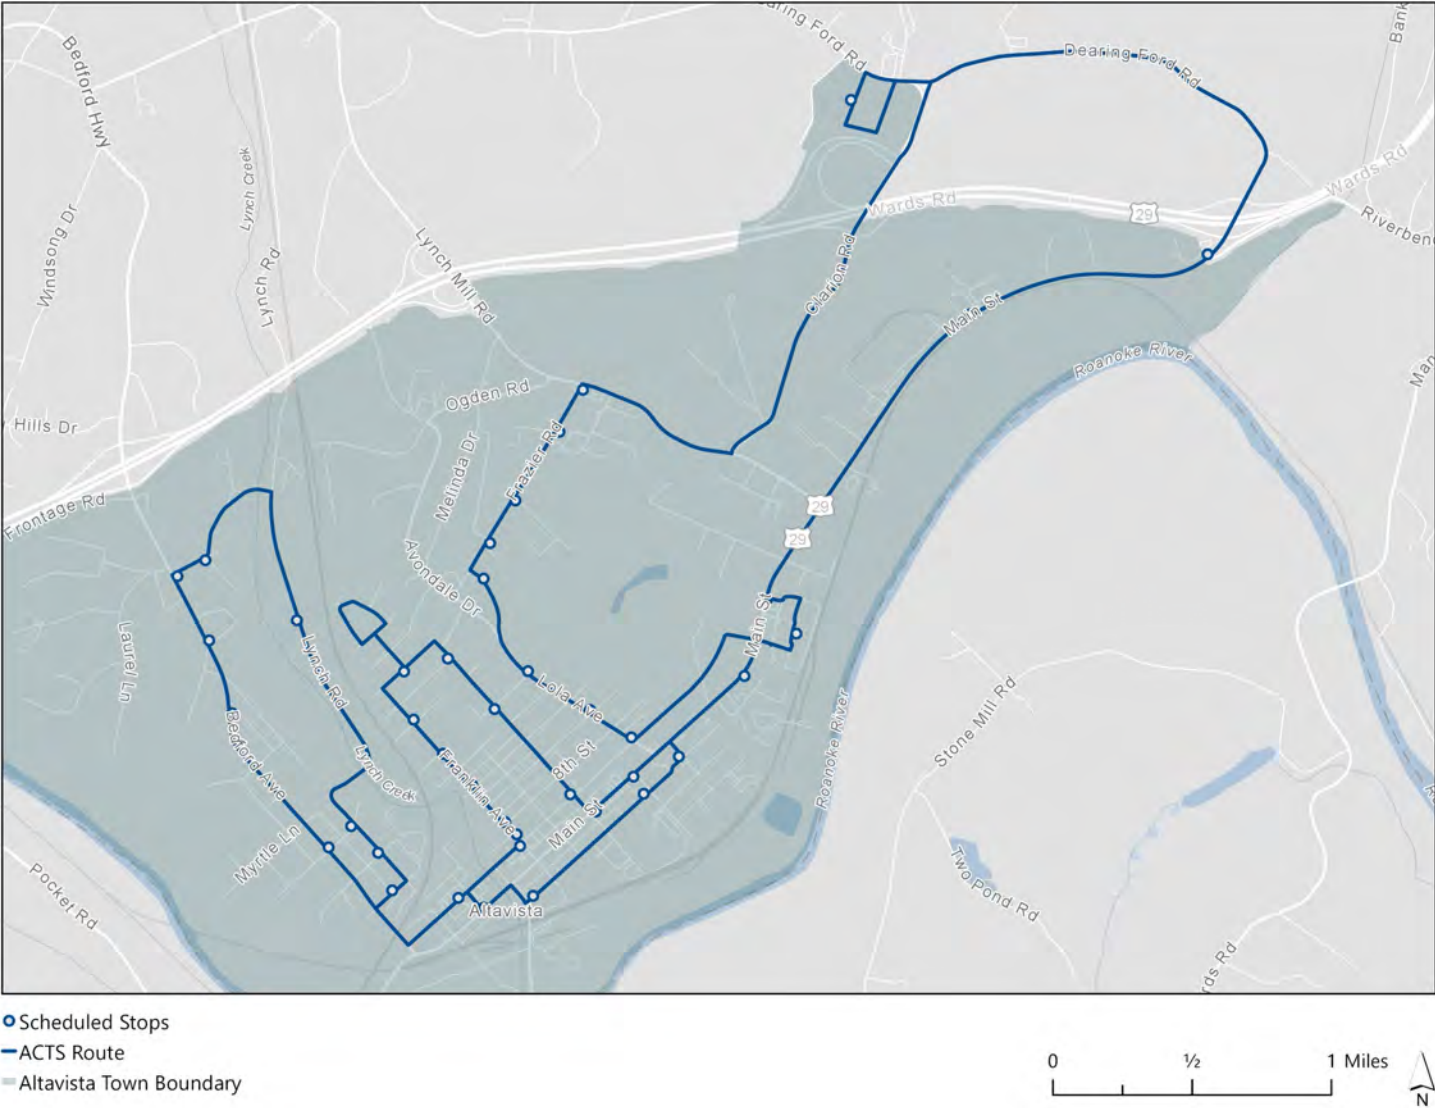 Dearing Ford Rd
Bedford Hwy
Lynch Creek
Windsong Dr
Lynch Rd
Lynch Mill Rd
Wards Rd
29
Wards Rd
Clarion Rd
Main St
Roanoke River
Ogden Rd
Hills Dr
Melinda Dr
Frazier Rd
Frontage Rd
29
29
Avondale Dr
Main St
Laurel Ln
Lynch Rd
Lola Ave
Bedford Ave
Lynch Creek
Franklin Ave
8th St
Main St
Roanoke River
Stone Mill Rd
Myrtle Ln
Pocket Rd
Altavista
Two Pond Rd
Scheduled Stops
ACTS Route
Altavista Town Boundary
0 ½ 1 Miles
N